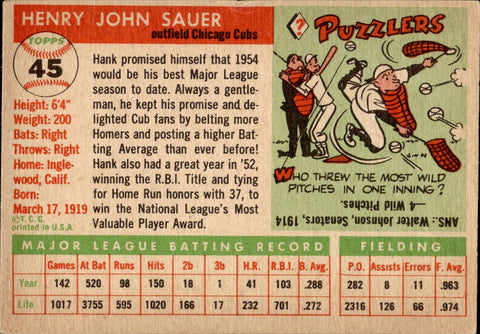 HENRY JOHN SAUER
outfield Chicago Cubs
TOPPS
45
Height: 6'4"
Weight: 200
Bats: Right
Throws: Right
Home: Ingle-
wood, Calif.
Born:
March 17, 1919
© T. C. G.
printed in U.S.A.
Hank promised himself that 1954
would be his best Major League
season to date. Always a gentle-
man, he kept his promise and de-
lighted Cub fans by belting more
Homers and posting a higher Bat-
ting Average than ever before!
Hank also had a great year in '52,
winning the R.B.I. Title and tying
for Home Run honors with 37, to
win the National League's Most
Valuable Player Award.
?
PUZZLERS
WHO THREW THE MOST WILD
PITCHES IN ONE INNING?
ANS.: Walter Johnson, Senators, 1914
—4 Wild Pitches.
MAJOR LEAGUE BATTING RECORD
FIELDING
Games At Bat Runs Hits 2b 3b H.R. R.B.I. B. Avg. P.O. Assists Errors F. Avg.
Year 142 520 98 150 18 1 41 103 .288 282 8 11 .963
Life 1017 3755 595 1020 166 17 232 701 .272 2316 126 66 .974